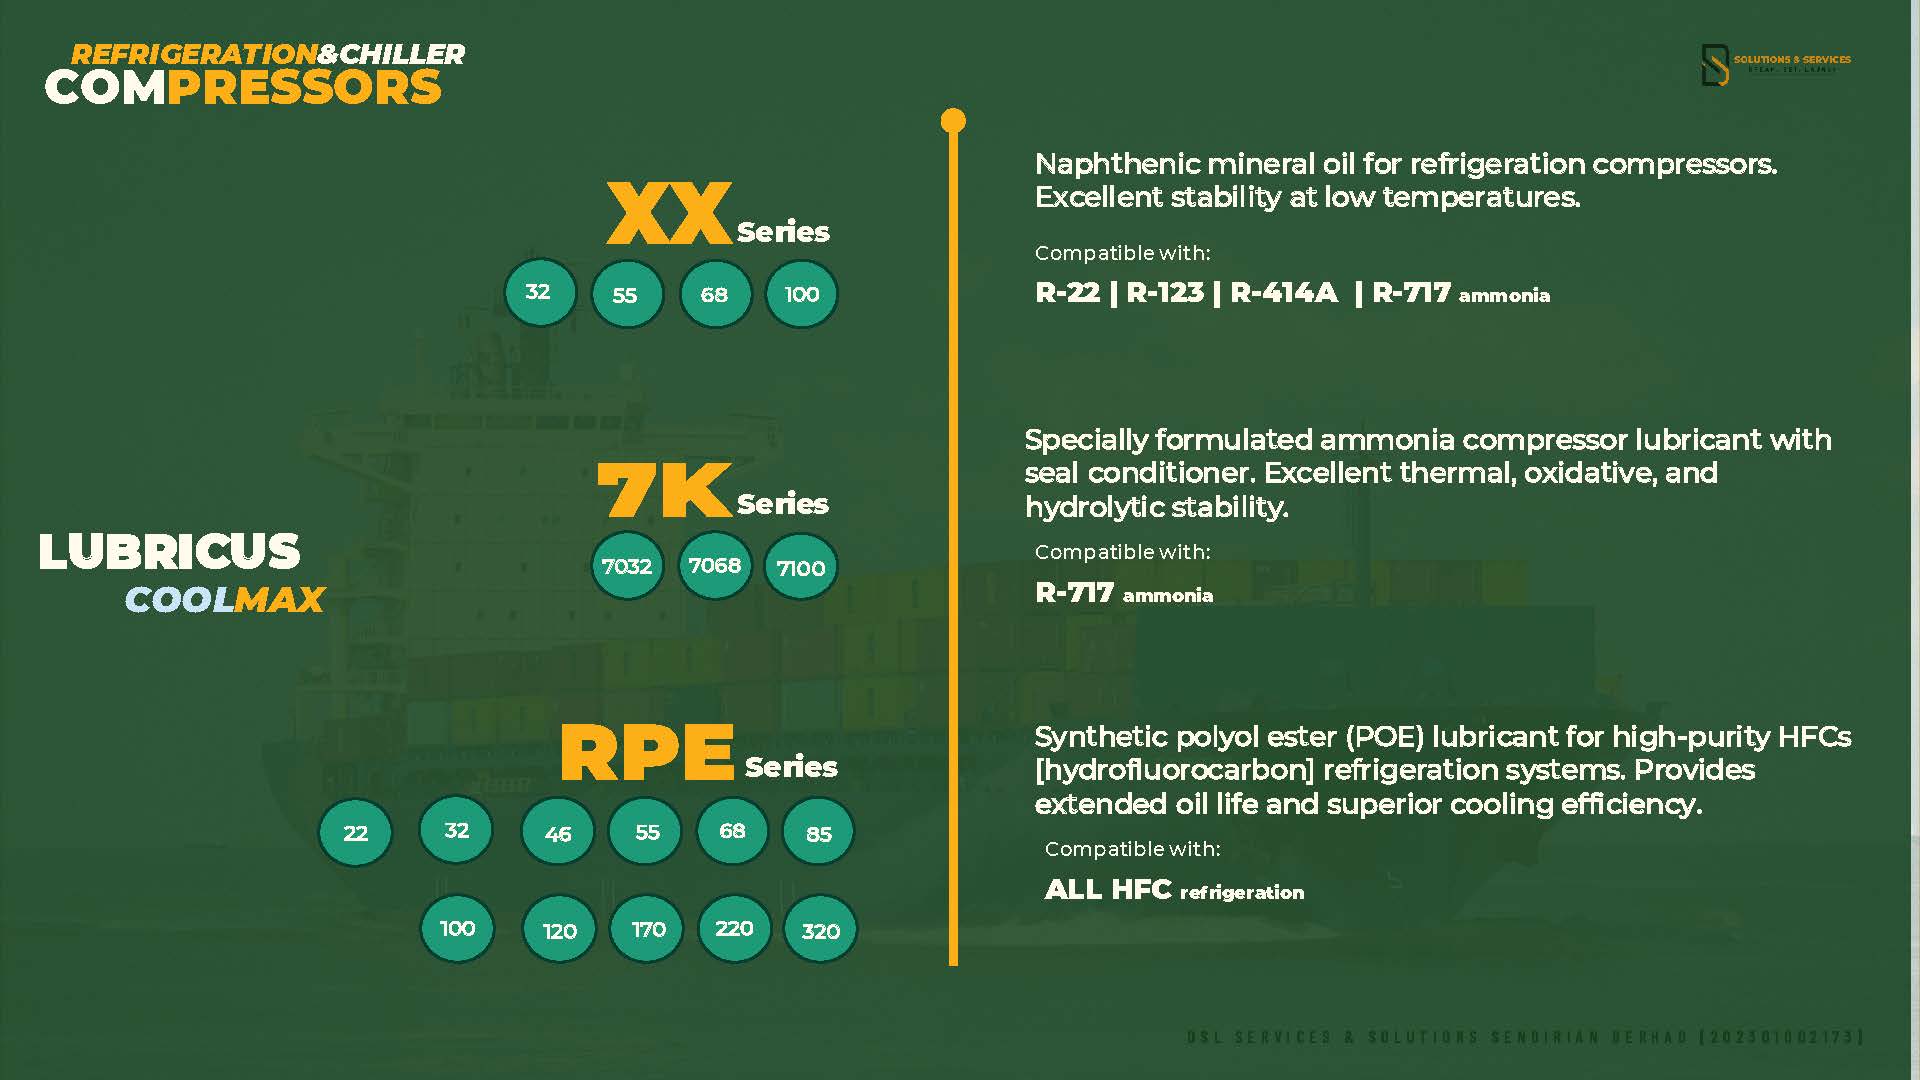 REFRIGERATION&CHILLER
COMPRESSORS
SOLUTIONS & SERVICES
XX Series
32 55 68 100
Naphthenic mineral oil for refrigeration compressors.
Excellent stability at low temperatures.
Compatible with:
R-22 | R-123 | R-414A | R-717 ammonia
LUBRICUS
COOLMAX
7K Series
7032 7068 7100
Specially formulated ammonia compressor lubricant with
seal conditioner. Excellent thermal, oxidative, and
hydrolytic stability.
Compatible with:
R-717 ammonia
RPE Series
22 32 46 55 68 85
100 120 170 220 320
Synthetic polyol ester (POE) lubricant for high-purity HFCs
[hydrofluorocarbon] refrigeration systems. Provides
extended oil life and superior cooling efficiency.
Compatible with:
ALL HFC refrigeration
DSL SERVICES & SOLUTIONS SENDIRIAN BERHAD [202301002173]